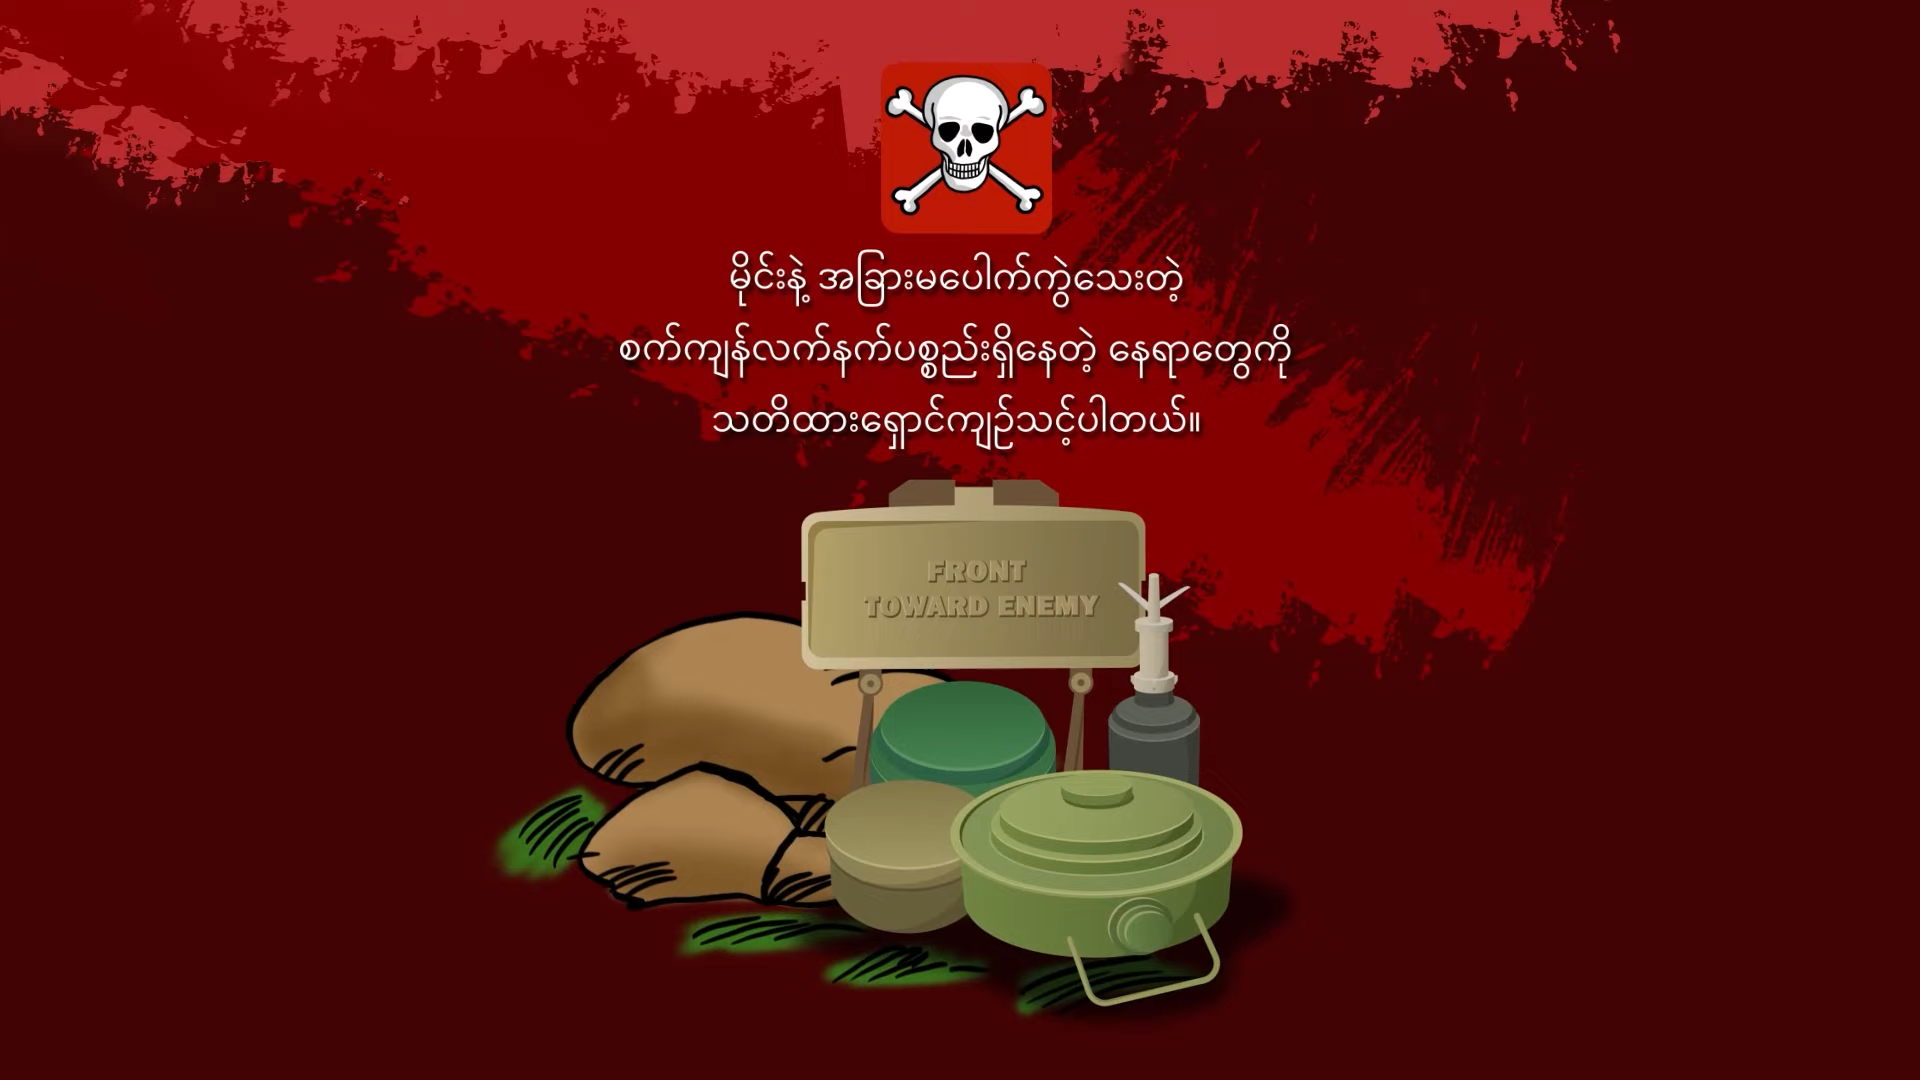 မိုင်းနဲ့ အခြားမပေါက်ကွဲသေးတဲ့
စက်ကျန်လက်နက်ပစ္စည်းရှိနေတဲ့ နေရာတွေကို
သတိထားရှောင်ကျဉ်သင့်ပါတယ်။
FRONT
TOWARD ENEMY